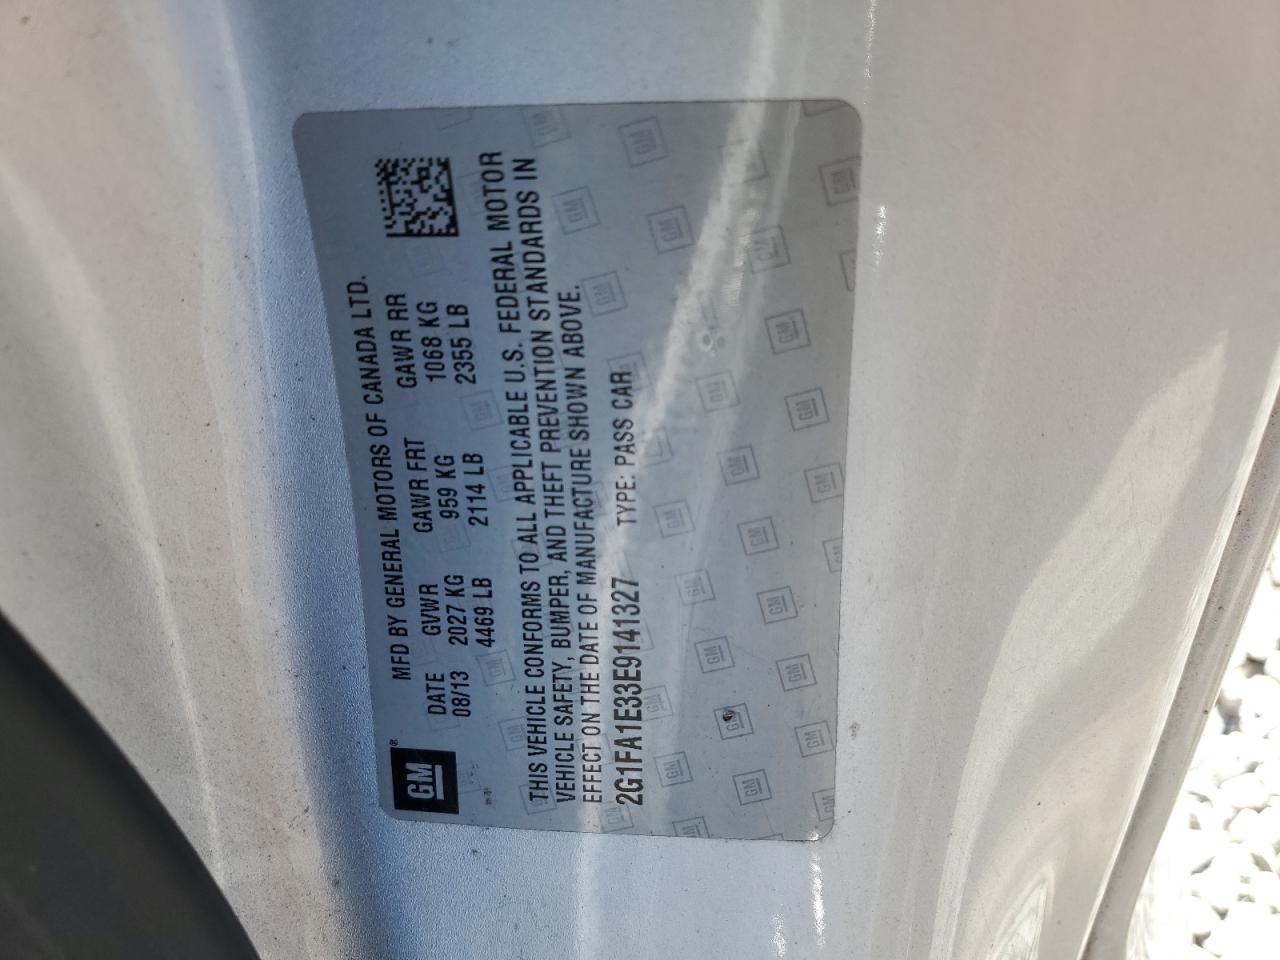 GM®
MFD BY GENERAL MOTORS OF CANADA LTD.
DATE GVWR GAWR FRT GAWR RR
08/13 2027 KG 959 KG 1068 KG
4469 LB 2114 LB 2355 LB
THIS VEHICLE CONFORMS TO ALL APPLICABLE U.S. FEDERAL MOTOR
VEHICLE SAFETY, BUMPER, AND THEFT PREVENTION STANDARDS IN
EFFECT ON THE DATE OF MANUFACTURE SHOWN ABOVE.
2G1FA1E33E9141327 TYPE: PASS CAR